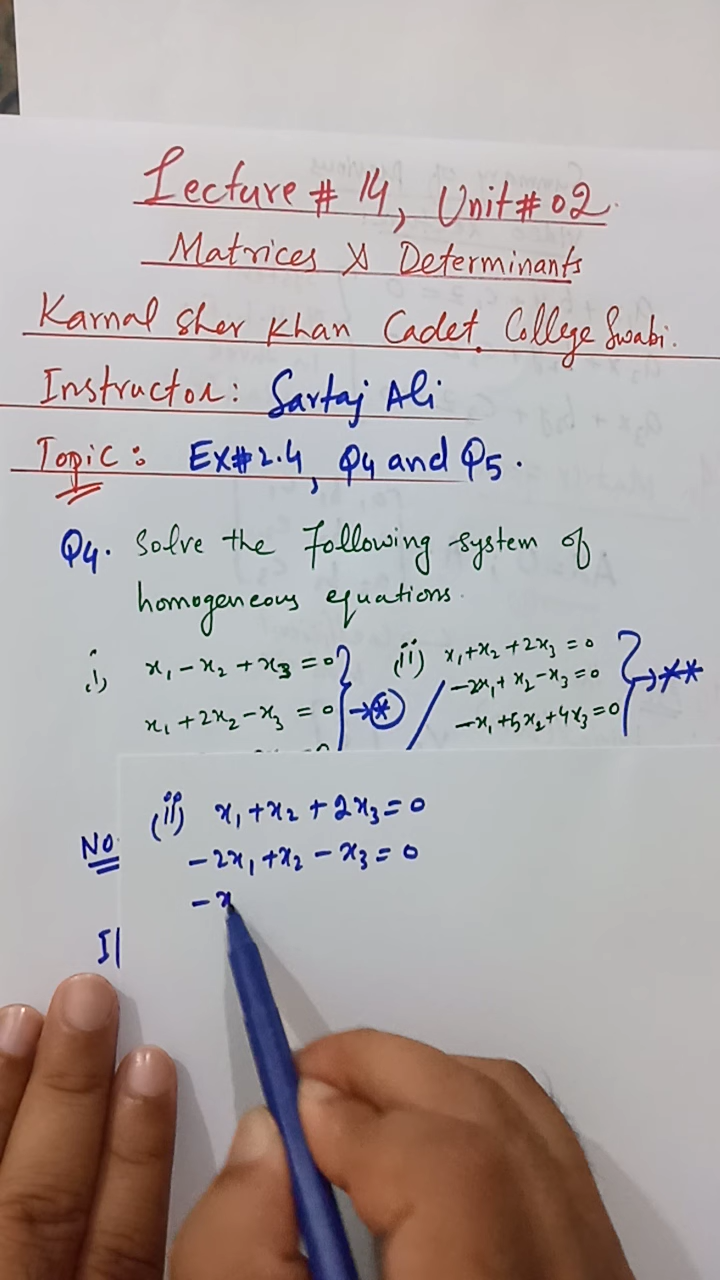 Lecture # 14, Unit # 02.
Matrices & Determinants
Karnal Sher Khan Cadet College Swabi.
Instructor: Sartaj Ali
Topic: EX#2.4, Q4 and Q5.
Q4. Solve the following system of
homogeneous equations.
i) x₁ - x₂ + x₃ = 0
x₁ + 2x₂ - x₃ = 0 → *
(ii) x₁ + x₂ + 2x₃ = 0
-2x₁ + x₂ - x₃ = 0 → **
-x₁ + 5x₂ + 4x₃ = 0
(ii) x₁ + x₂ + 2x₃ = 0
-2x₁ + x₂ - x₃ = 0
-x
No